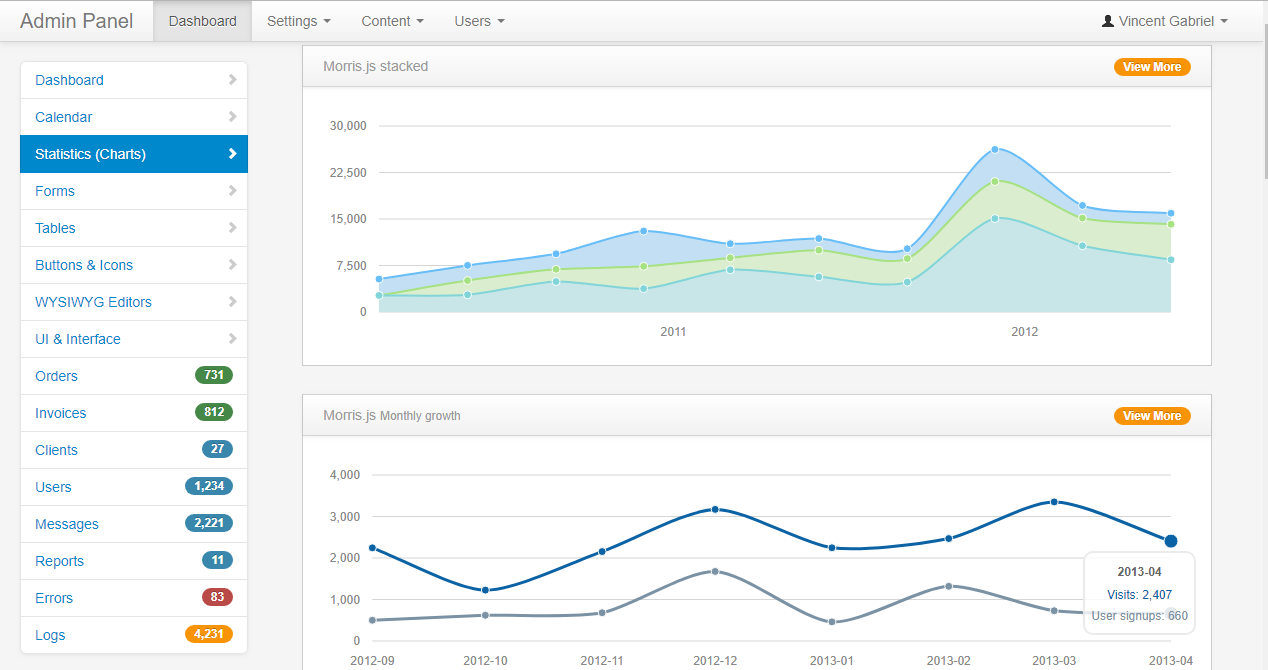 Admin Panel Dashboard Settings Content Users Vincent Gabriel
Dashboard
Calendar
Statistics (Charts)
Forms
Tables
Buttons & Icons
WYSIWYG Editors
UI & Interface
Orders 731
Invoices 812
Clients 27
Users 1,234
Messages 2,221
Reports 11
Errors 83
Logs 4,231
Morris.js stacked View More
30,000
22,500
15,000
7,500
0
2011 2012
Morris.js Monthly growth View More
4,000
3,000
2,000
1,000
0
2013-04
Visits: 2,407
User signups: 660
2012-09 2012-10 2012-11 2012-12 2013-01 2013-02 2013-03 2013-04